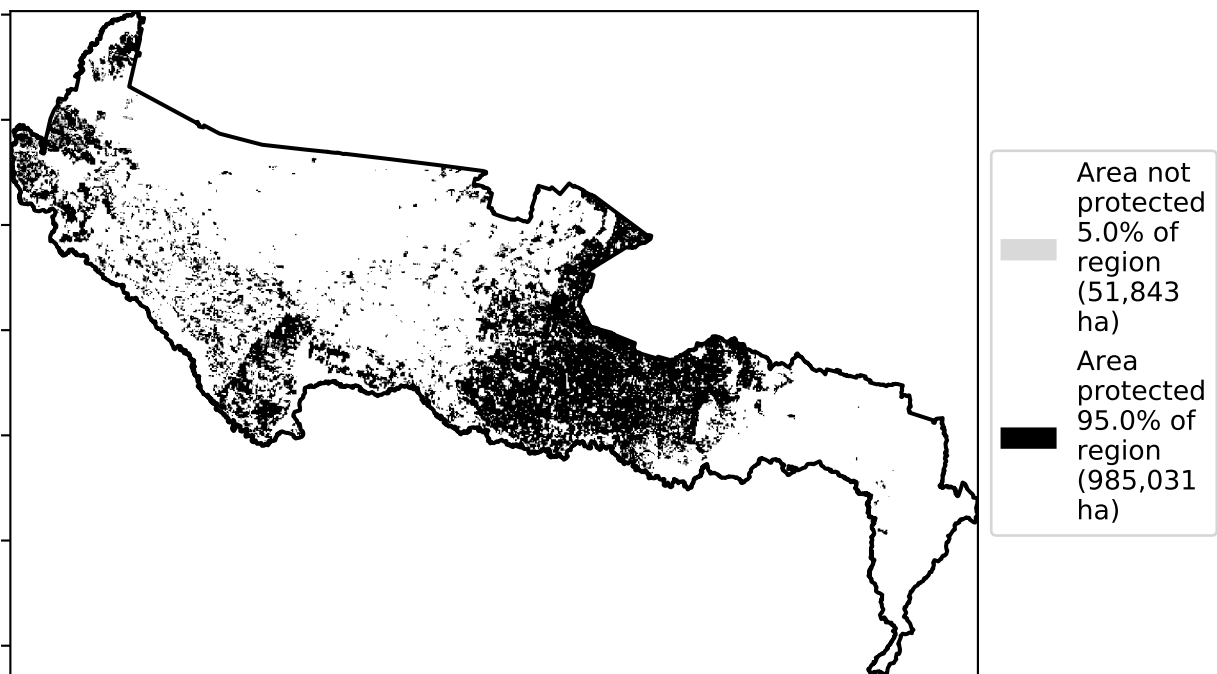 Area not
protected
5.0% of
region
(51,843
ha)
Area
protected
95.0% of
region
(985,031
ha)